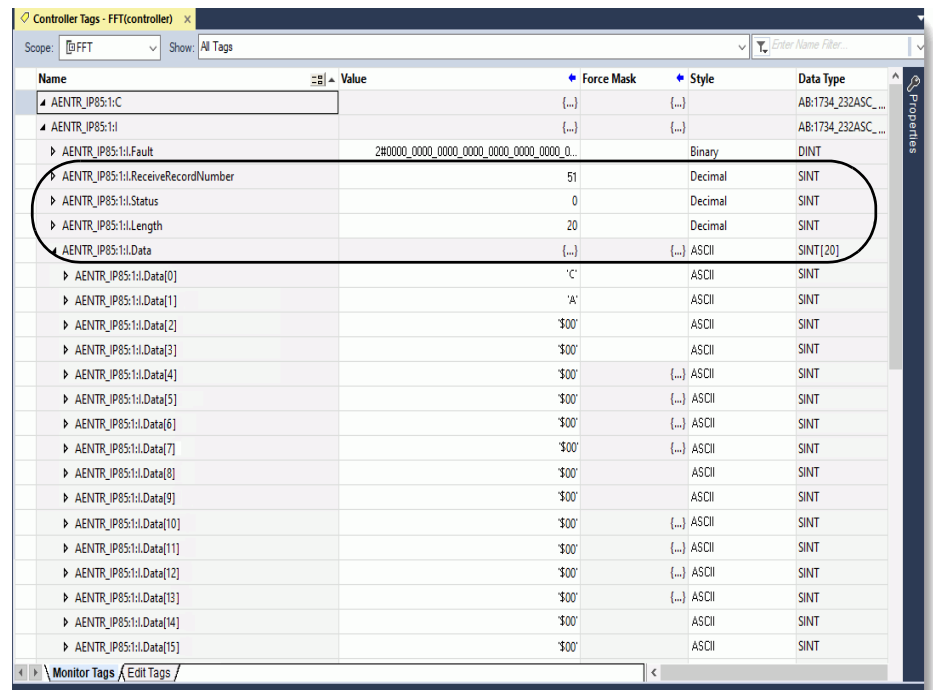 Controller Tags - FFT(controller) ×
Scope: FFT Show: All Tags Enter Name Filter...
Name Value Force Mask Style Data Type
AENTR_IP85:1:C {...} {...} AB:1734_232ASC_...
AENTR_IP85:1:I {...} {...} AB:1734_232ASC_...
AENTR_IP85:1:I.Fault 2#0000_0000_0000_0000_0000_0000_0000_0... Binary DINT
AENTR_IP85:1:I.ReceiveRecordNumber 51 Decimal SINT
AENTR_IP85:1:I.Status 0 Decimal SINT
AENTR_IP85:1:I.Length 20 Decimal SINT
AENTR_IP85:1:I.Data {...} {...} ASCII SINT[20]
AENTR_IP85:1:I.Data[0] 'C' ASCII SINT
AENTR_IP85:1:I.Data[1] 'A' ASCII SINT
AENTR_IP85:1:I.Data[2] '$00' ASCII SINT
AENTR_IP85:1:I.Data[3] '$00' ASCII SINT
AENTR_IP85:1:I.Data[4] '$00' {...} ASCII SINT
AENTR_IP85:1:I.Data[5] '$00' {...} ASCII SINT
AENTR_IP85:1:I.Data[6] '$00' {...} ASCII SINT
AENTR_IP85:1:I.Data[7] '$00' {...} ASCII SINT
AENTR_IP85:1:I.Data[8] '$00' ASCII SINT
AENTR_IP85:1:I.Data[9] '$00' ASCII SINT
AENTR_IP85:1:I.Data[10] '$00' {...} ASCII SINT
AENTR_IP85:1:I.Data[11] '$00' {...} ASCII SINT
AENTR_IP85:1:I.Data[12] '$00' {...} ASCII SINT
AENTR_IP85:1:I.Data[13] '$00' {...} ASCII SINT
AENTR_IP85:1:I.Data[14] '$00' ASCII SINT
AENTR_IP85:1:I.Data[15] '$00' ASCII SINT
Monitor Tags Edit Tags
Properties